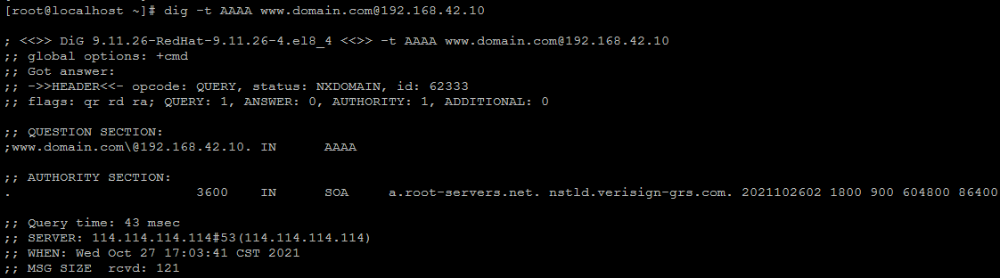 [root@localhost ~]# dig -t AAAA www.domain.com@192.168.42.10
; <<>> DiG 9.11.26-RedHat-9.11.26-4.el8_4 <<>> -t AAAA www.domain.com@192.168.42.10
;; global options: +cmd
;; Got answer:
;; ->>HEADER<<- opcode: QUERY, status: NXDOMAIN, id: 62333
;; flags: qr rd ra; QUERY: 1, ANSWER: 0, AUTHORITY: 1, ADDITIONAL: 0
;; QUESTION SECTION:
;www.domain.com\@192.168.42.10. IN AAAA
;; AUTHORITY SECTION:
. 3600 IN SOA a.root-servers.net. nstld.verisign-grs.com. 2021102602 1800 900 604800 86400
;; Query time: 43 msec
;; SERVER: 114.114.114.114#53(114.114.114.114)
;; WHEN: Wed Oct 27 17:03:41 CST 2021
;; MSG SIZE rcvd: 121